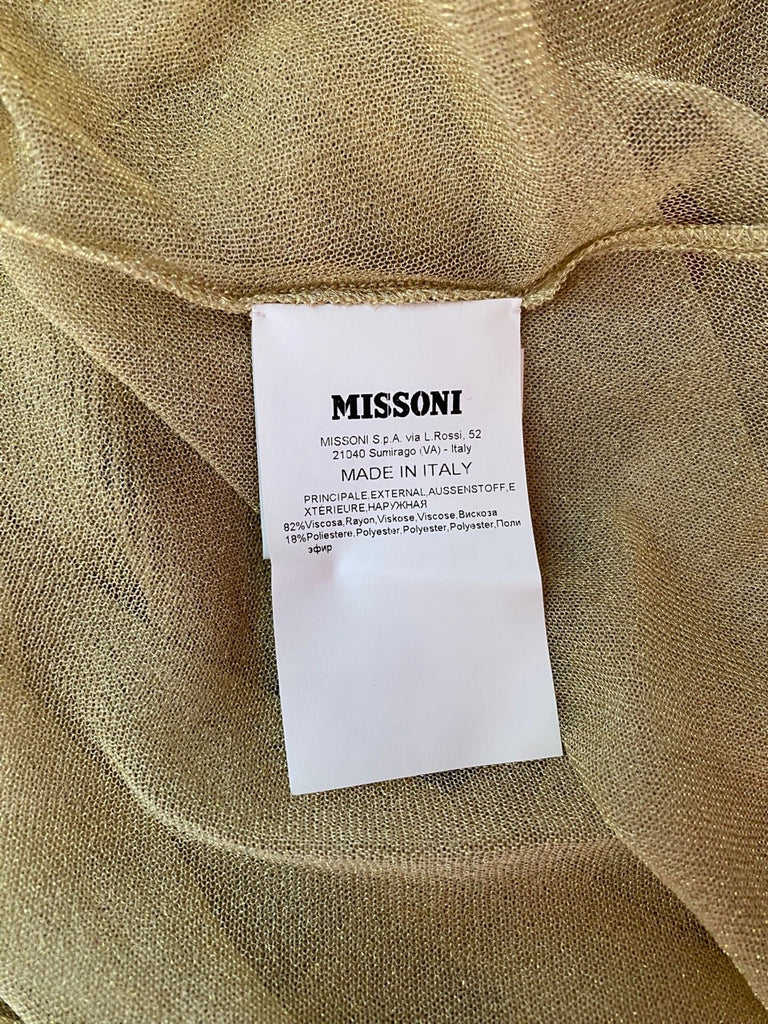 MISSONI
MISSONI S.p.A. via L.Rossi, 52
21040 Sumirago (VA) - Italy
MADE IN ITALY
PRINCIPALE,EXTERNAL,AUSSENSTOFF,E
XTÉRIEURE,НАРУЖНАЯ
82%Viscosa,Rayon,Viskose,Viscose,Вискоза
18%Poliestere,Polyester,Polyester,Polyester,Поли
эфир